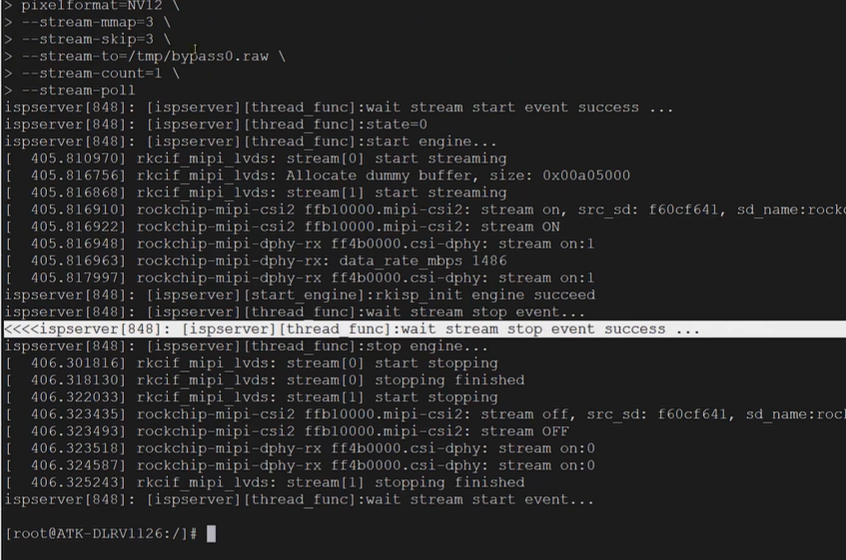 > pixelformat=NV12 \
> --stream-mmap=3 \
> --stream-skip=3 \
> --stream-to=/tmp/bypass0.raw \
> --stream-count=1 \
> --stream-poll
ispserver[848]: [ispserver][thread_func]:wait stream start event success ...
ispserver[848]: [ispserver][thread_func]:state=0
ispserver[848]: [ispserver][thread_func]:start engine...
[  405.810970] rkcif_mipi_lvds: stream[0] start streaming
[  405.816756] rkcif_mipi_lvds: Allocate dummy buffer, size: 0x00a05000
[  405.816868] rkcif_mipi_lvds: stream[1] start streaming
[  405.816910] rockchip-mipi-csi2 ffb10000.mipi-csi2: stream on, src_sd: f60cf641, sd_name:rockc
[  405.816922] rockchip-mipi-csi2 ffb10000.mipi-csi2: stream ON
[  405.816948] rockchip-mipi-dphy-rx ff4b0000.csi-dphy: stream on:1
[  405.816963] rockchip-mipi-dphy-rx: data_rate_mbps 1486
[  405.817997] rockchip-mipi-dphy-rx ff4b0000.csi-dphy: stream on:1
ispserver[848]: [ispserver][start_engine]:rkisp_init engine succeed
ispserver[848]: [ispserver][thread_func]:wait stream stop event...
<<<<ispserver[848]: [ispserver][thread_func]:wait stream stop event success ...
ispserver[848]: [ispserver][thread_func]:stop engine...
[  406.301816] rkcif_mipi_lvds: stream[0] start stopping
[  406.318130] rkcif_mipi_lvds: stream[0] stopping finished
[  406.322033] rkcif_mipi_lvds: stream[1] start stopping
[  406.323435] rockchip-mipi-csi2 ffb10000.mipi-csi2: stream off, src_sd: f60cf641, sd_name:rock
[  406.323493] rockchip-mipi-csi2 ffb10000.mipi-csi2: stream OFF
[  406.323518] rockchip-mipi-dphy-rx ff4b0000.csi-dphy: stream on:0
[  406.324587] rockchip-mipi-dphy-rx ff4b0000.csi-dphy: stream on:0
[  406.325243] rkcif_mipi_lvds: stream[1] stopping finished
ispserver[848]: [ispserver][thread_func]:wait stream start event...
[root@ATK-DLRV1126:/]#